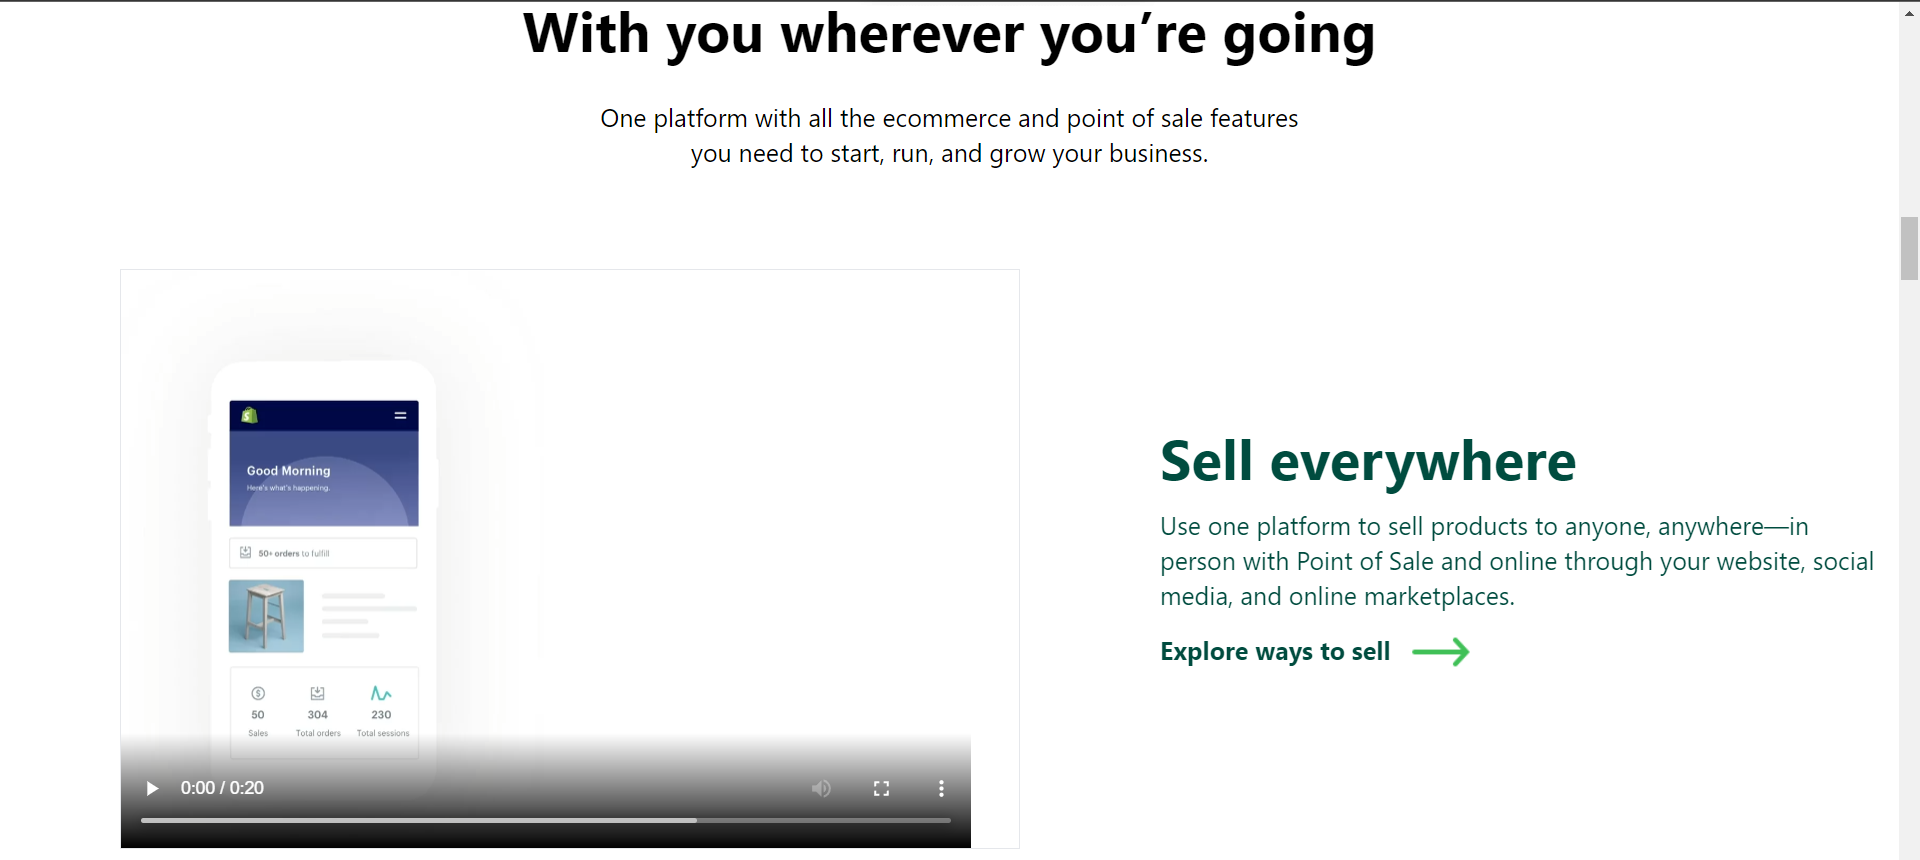 With you wherever you’re going
One platform with all the ecommerce and point of sale features
you need to start, run, and grow your business.
Good Morning
Here's what's happening.
50+ orders to fulfill
50
304
230
Sales
Total orders
Total sessions
0:00 / 0:20
Sell everywhere
Use one platform to sell products to anyone, anywhere—in
person with Point of Sale and online through your website, social
media, and online marketplaces.
Explore ways to sell